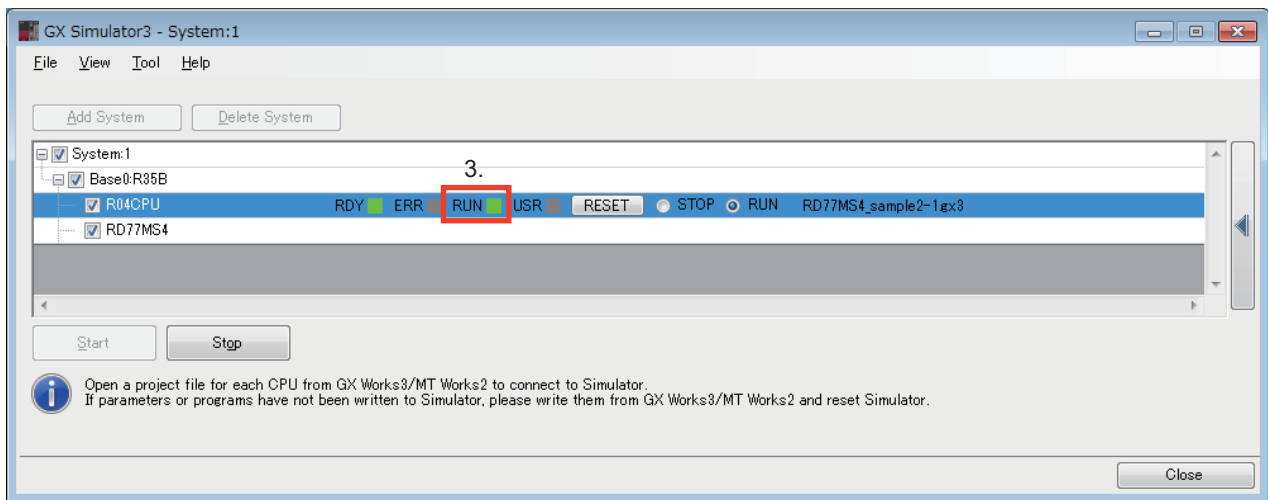 GX Simulator3 - System:1
File View Tool Help
Add System Delete System
System:1
3.
Base0:R35B
R04CPU RDY ERR RUN USR RESET STOP RUN RD77MS4_sample2-1gx3
RD77MS4
Start Stop
Open a project file for each CPU from GX Works3/MT Works2 to connect to Simulator.
If parameters or programs have not been written to Simulator, please write them from GX Works3/MT Works2 and reset Simulator.
Close